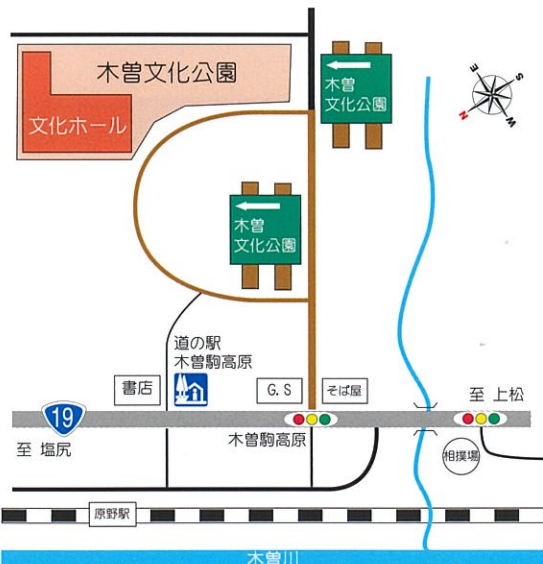 木曽文化公園
文化ホール
木曽
文化公園
E
S
N
W
木曽
文化公園
道の駅
木曽駒高原
書店
G.S
そば屋
至 上松
19
至 塩尻
木曽駒高原
相撲場
原野駅
木曽川